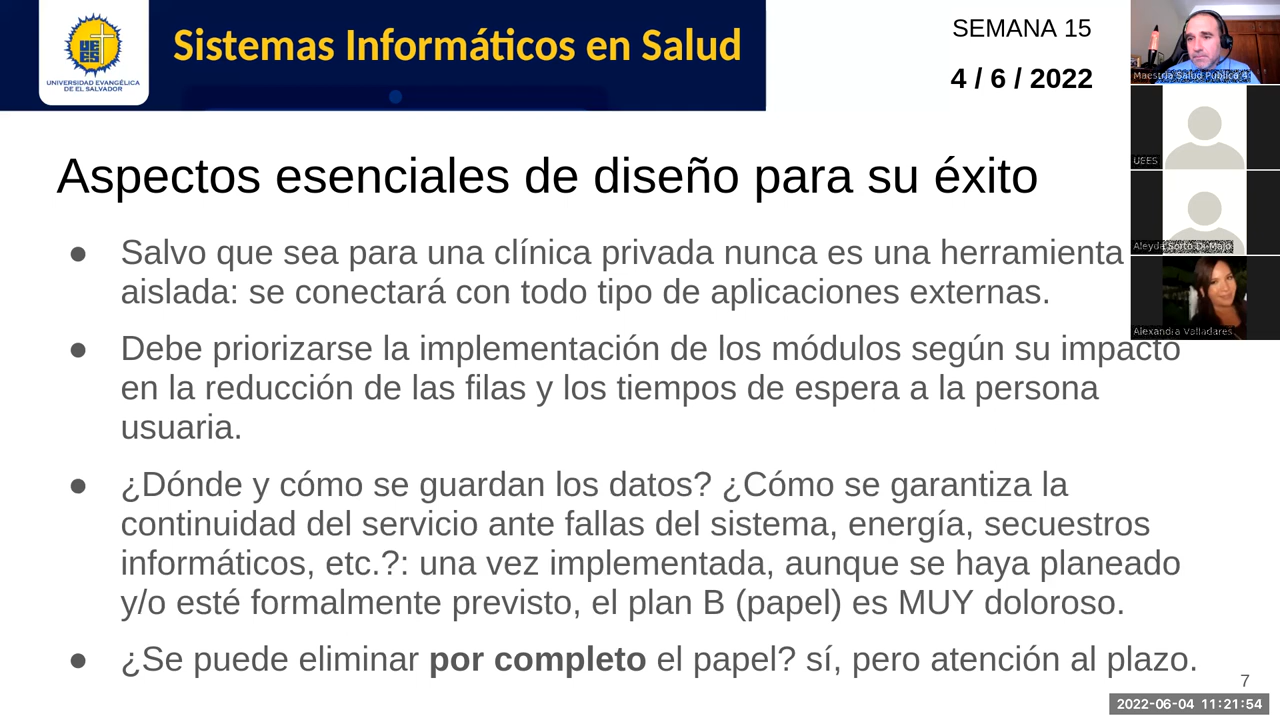 UEES
UNIVERSIDAD EVANGÉLICA
DE EL SALVADOR
Sistemas Informáticos en Salud
SEMANA 15
4 / 6 / 2022
Maestría Salud Pública 4
UEES
Aleyda Sorto Di Majo
Alexandra Valladares
Aspectos esenciales de diseño para su éxito
● Salvo que sea para una clínica privada nunca es una herramienta
aislada: se conectará con todo tipo de aplicaciones externas.
● Debe priorizarse la implementación de los módulos según su impacto
en la reducción de las filas y los tiempos de espera a la persona
usuaria.
● ¿Dónde y cómo se guardan los datos? ¿Cómo se garantiza la
continuidad del servicio ante fallas del sistema, energía, secuestros
informáticos, etc.?: una vez implementada, aunque se haya planeado
y/o esté formalmente previsto, el plan B (papel) es MUY doloroso.
● ¿Se puede eliminar por completo el papel? sí, pero atención al plazo.
7
2022-06-04 11:21:54